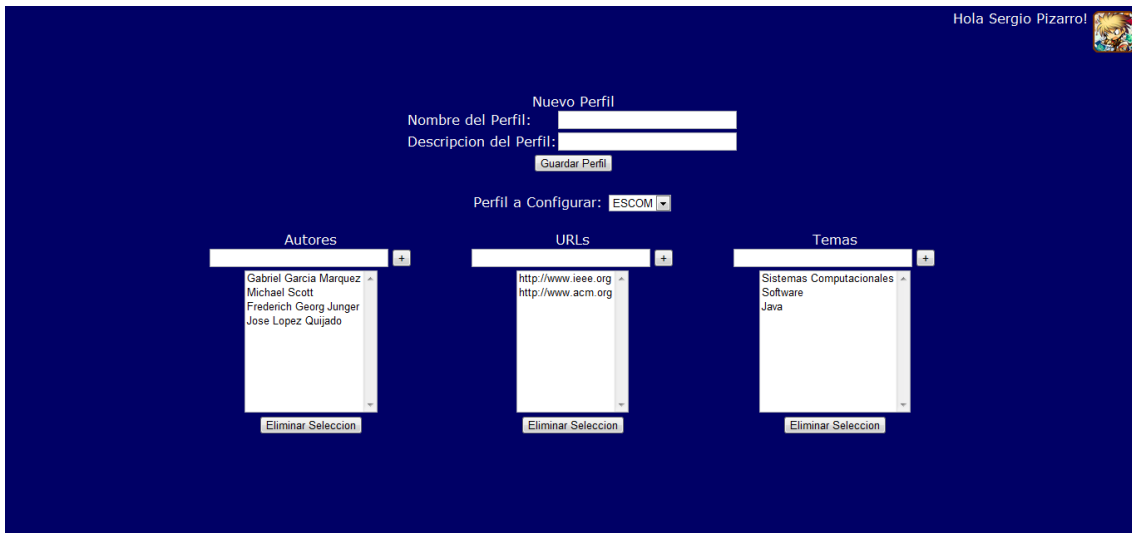 Hola Sergio Pizarro!
Nuevo Perfil
Nombre del Perfil:
Descripcion del Perfil:
Guardar Perfil
Perfil a Configurar: ESCOM
Autores
+
Gabriel Garcia Marquez
Michael Scott
Frederich Georg Junger
Jose Lopez Quijado
Eliminar Seleccion
URLs
+
http://www.ieee.org
http://www.acm.org
Eliminar Seleccion
Temas
+
Sistemas Computacionales
Software
Java
Eliminar Seleccion